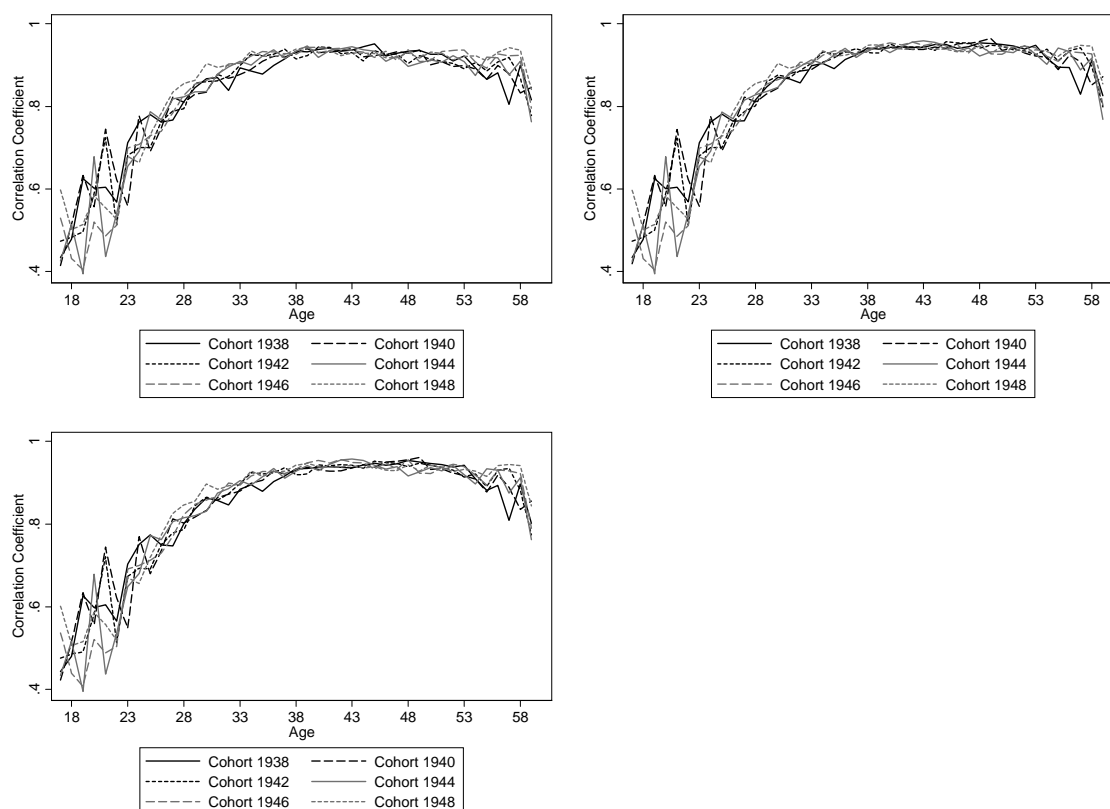 Correlation Coefficient
1
.8
.6
.4
18 23 28 33 38 43 48 53 58
Age
Cohort 1938 Cohort 1940
Cohort 1942 Cohort 1944
Cohort 1946 Cohort 1948
Correlation Coefficient
1
.8
.6
.4
18 23 28 33 38 43 48 53 58
Age
Cohort 1938 Cohort 1940
Cohort 1942 Cohort 1944
Cohort 1946 Cohort 1948
Correlation Coefficient
1
.8
.6
.4
18 23 28 33 38 43 48 53 58
Age
Cohort 1938 Cohort 1940
Cohort 1942 Cohort 1944
Cohort 1946 Cohort 1948